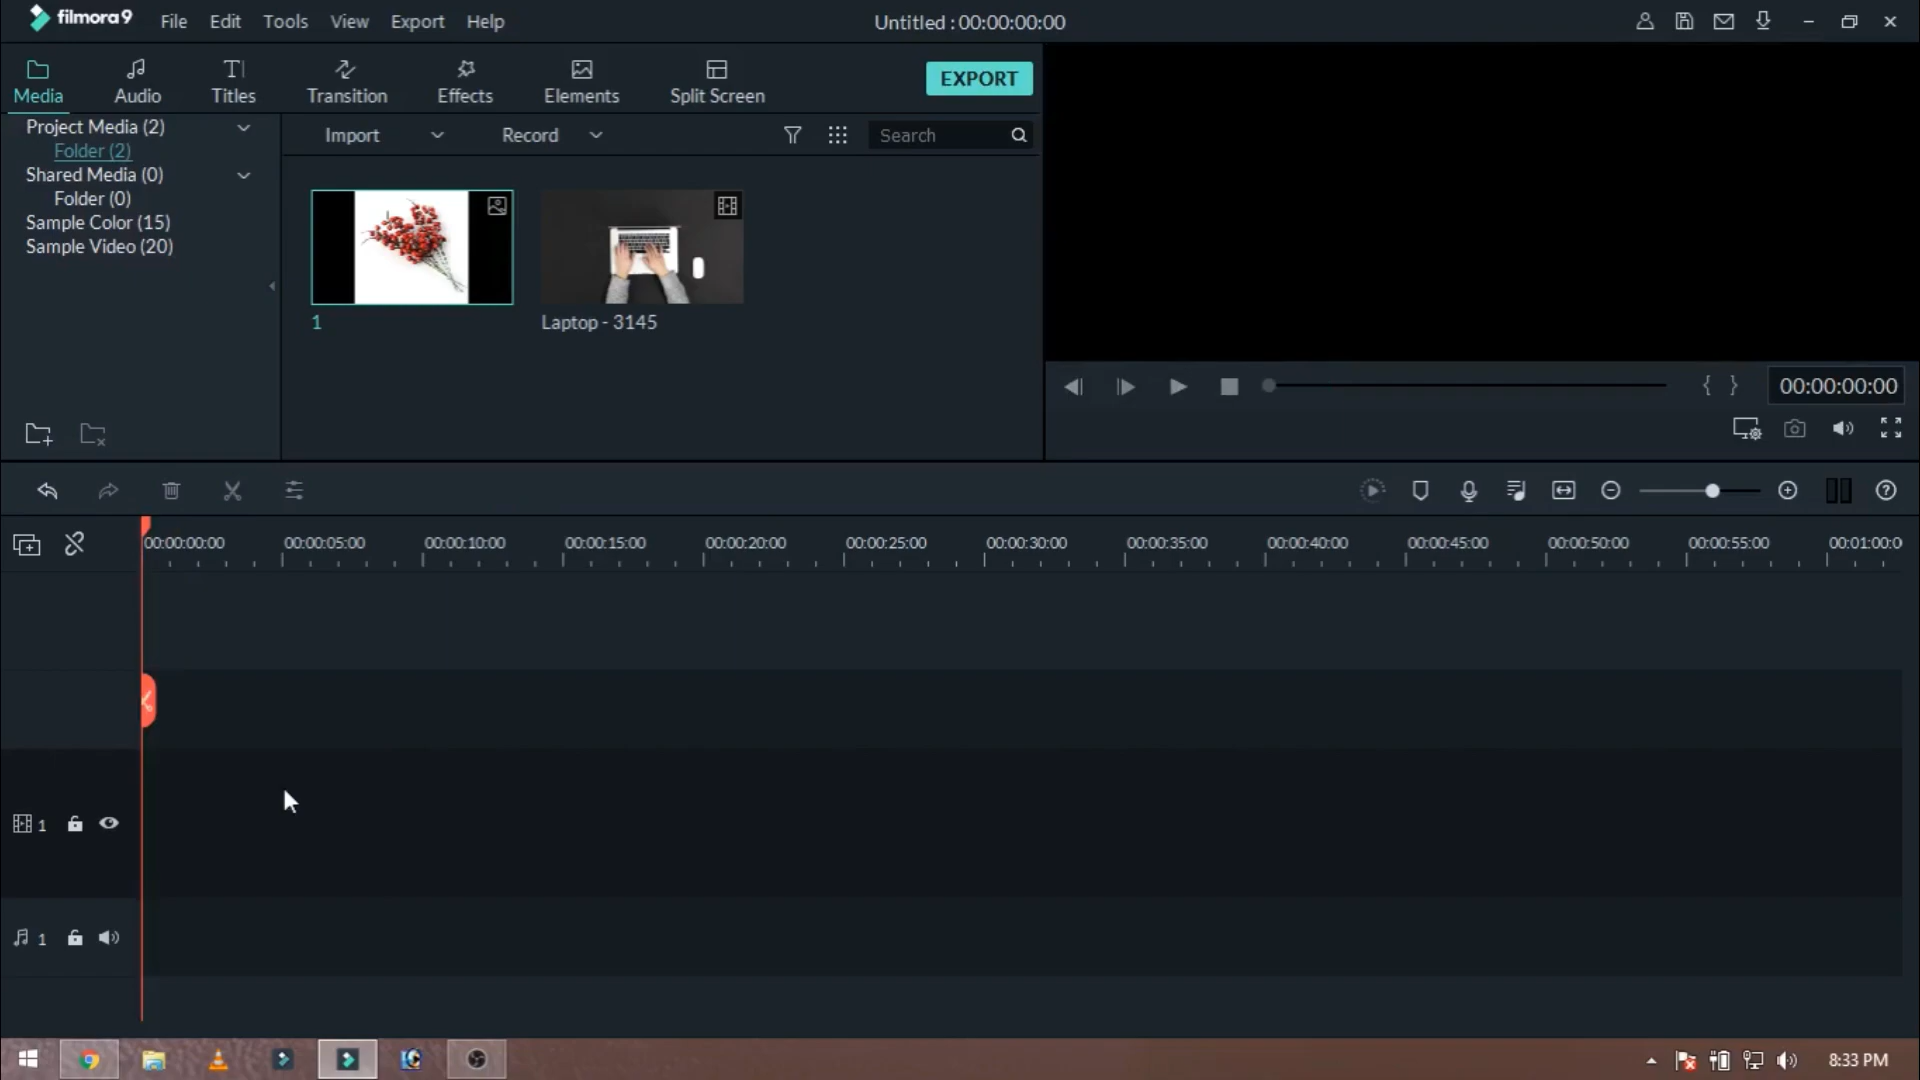 filmora9 File Edit Tools View Export Help Untitled : 00:00:00:00
Media Audio Titles Transition Effects Elements Split Screen EXPORT
Project Media (2)
Folder (2)
Shared Media (0)
Folder (0)
Sample Color (15)
Sample Video (20)
Import Record Search
1 Laptop - 3145
00:00:00:00
00:00:00:00 00:00:05:00 00:00:10:00 00:00:15:00 00:00:20:00 00:00:25:00 00:00:30:00 00:00:35:00 00:00:40:00 00:00:45:00 00:00:50:00 00:00:55:00 00:01:00:0
1
1
8:33 PM